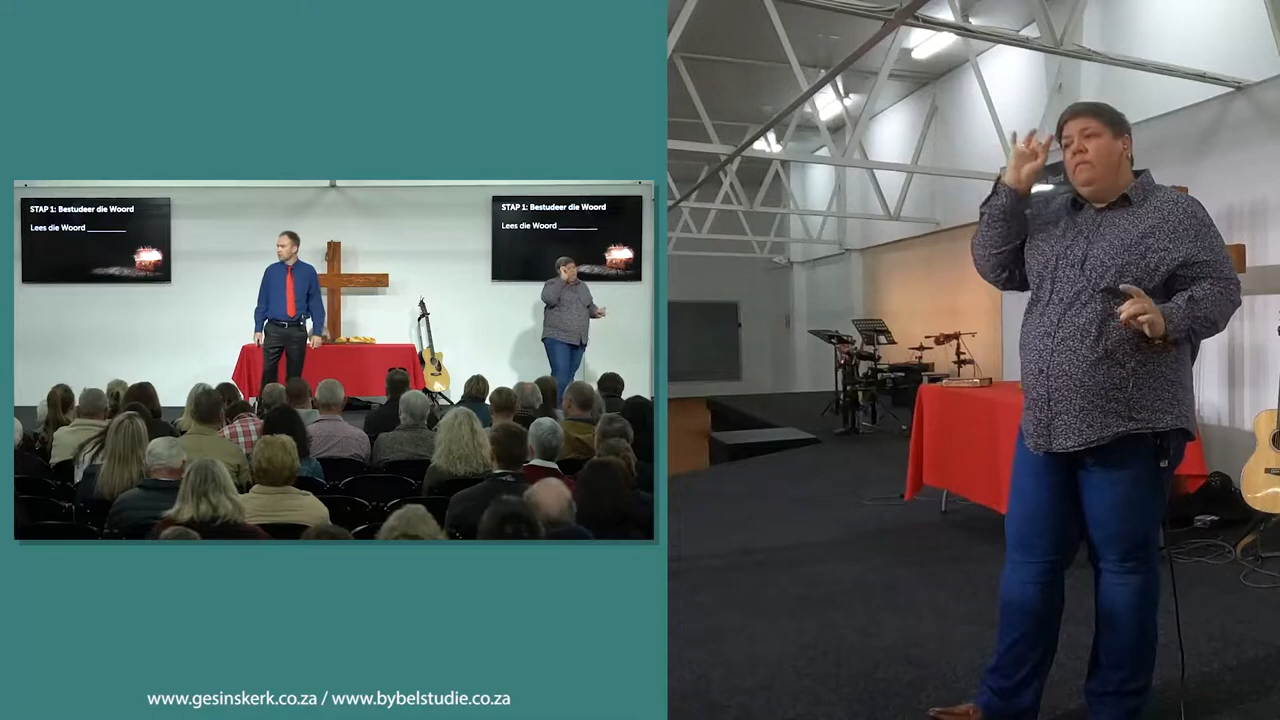 STAP 1: Bestudeer die Woord
Lees die Woord ________
STAP 1: Bestudeer die Woord
Lees die Woord ________
Woord
www.gesinskerk.co.za / www.bybelstudie.co.za